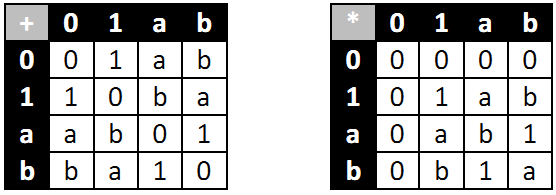 + 0 1 a b * 0 1 a b
0 0 1 a b 0 0 0 0 0
1 1 0 b a 1 0 1 a b
a a b 0 1 a 0 a b 1
b b a 1 0 b 0 b 1 a